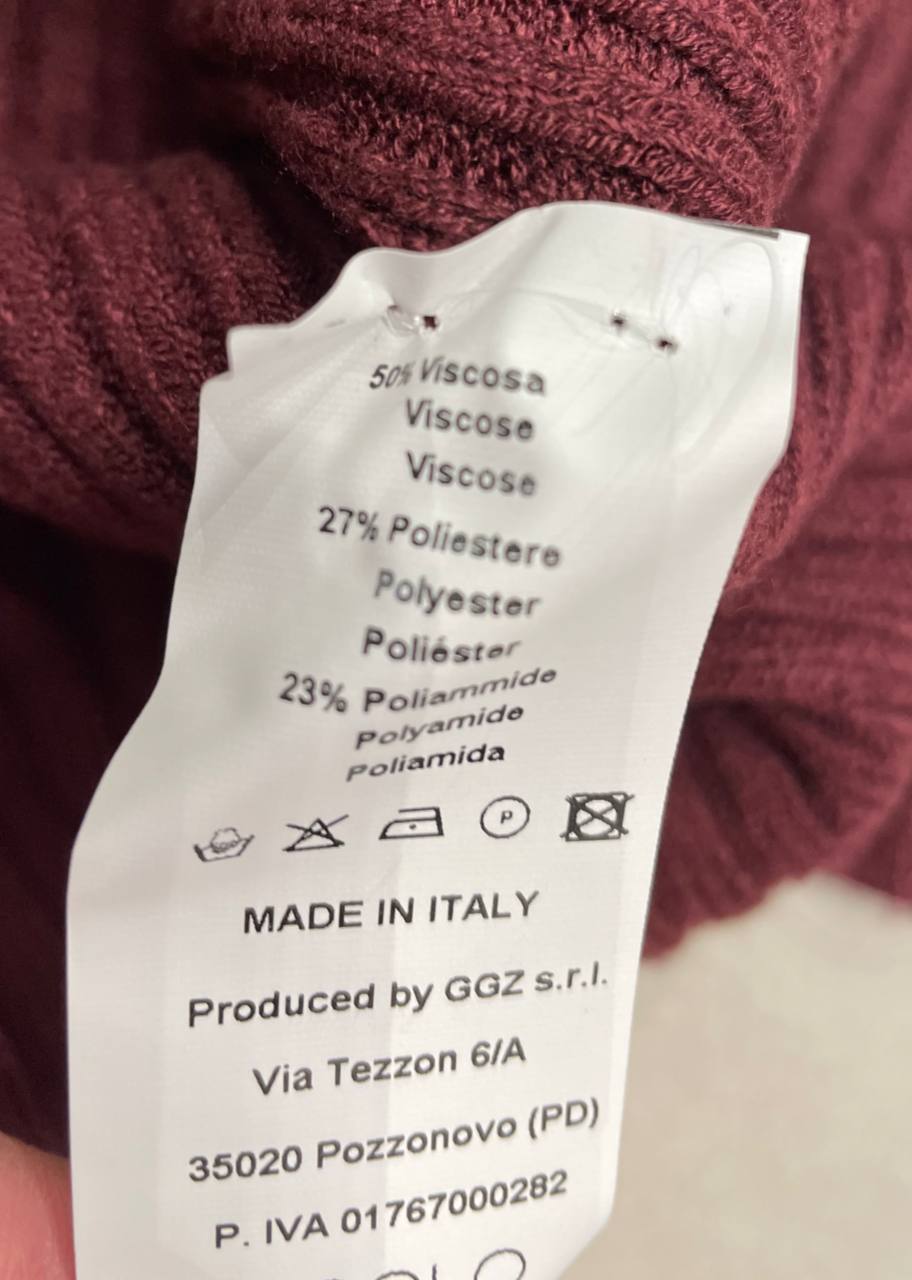 50% Viscosa
Viscose
Viscose
27% Poliestere
Polyester
Poliéster
23% Poliammide
Polyamide
Poliamida
P
MADE IN ITALY
Produced by GGZ s.r.l.
Via Tezzon 6/A
35020 Pozzonovo (PD)
P. IVA 01767000282